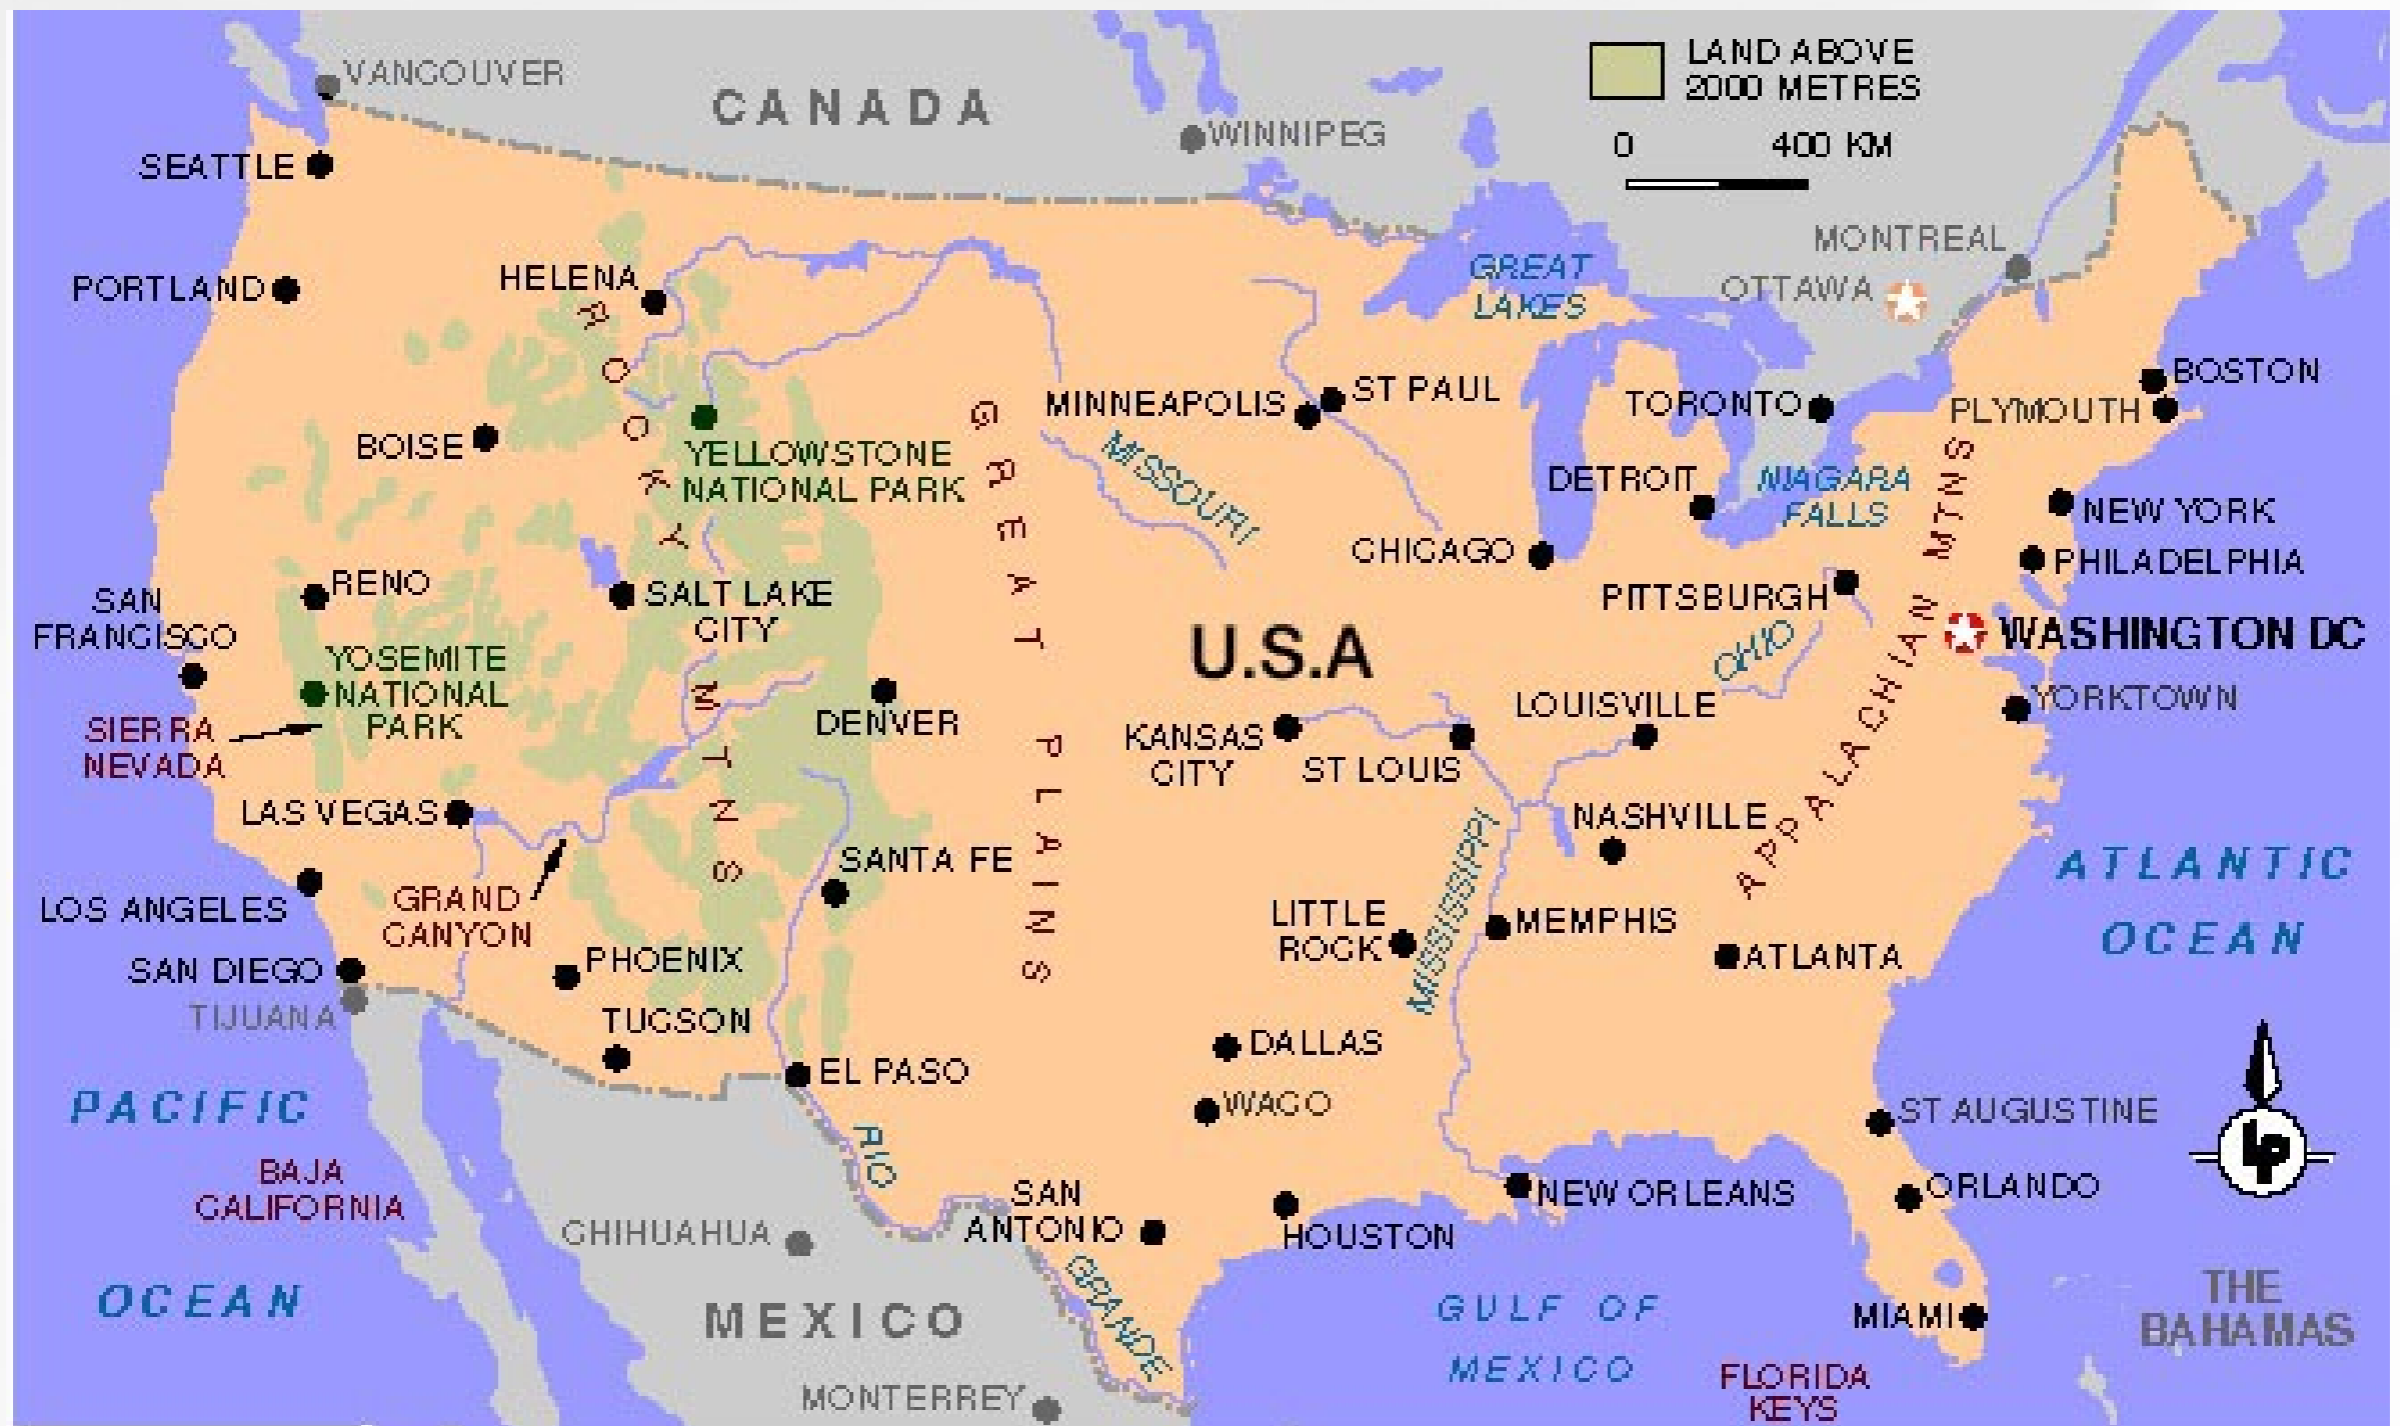 LAND ABOVE
2000 METRES
0 400 KM
VANCOUVER
CANADA
WINNIPEG
SEATTLE
MONTREAL
OTTAWA
GREAT
LAKES
PORTLAND
HELENA
ROCKY MTNS
BOSTON
PLYMOUTH
TORONTO
MINNEAPOLIS
ST PAUL
MISSOURI
GREAT PLAINS
BOISE
YELLOWSTONE
NATIONAL PARK
DETROIT
NIAGARA
FALLS
APPALACHIAN MTNS
NEW YORK
PHILADELPHIA
CHICAGO
PITTSBURGH
OHIO
WASHINGTON DC
YORKTOWN
RENO
SAN
FRANCISCO
SALT LAKE
CITY
YOSEMITE
NATIONAL
PARK
SIERRA
NEVADA
U.S.A
DENVER
KANSAS
CITY
ST LOUIS
LOUISVILLE
NASHVILLE
LAS VEGAS
GRAND
CANYON
SANTA FE
LOS ANGELES
MISSISSIPPI
LITTLE
ROCK
MEMPHIS
ATLANTA
ATLANTIC
OCEAN
SAN DIEGO
TIJUANA
PHOENIX
TUCSON
EL PASO
DALLAS
WACO
PACIFIC
OCEAN
BAJA
CALIFORNIA
RIO
GRANDE
CHIHUAHUA
MEXICO
MONTERREY
SAN
ANTONIO
HOUSTON
NEW ORLEANS
ST AUGUSTINE
ORLANDO
MIAMI
GULF OF
MEXICO
FLORIDA
KEYS
THE
BAHAMAS
LP